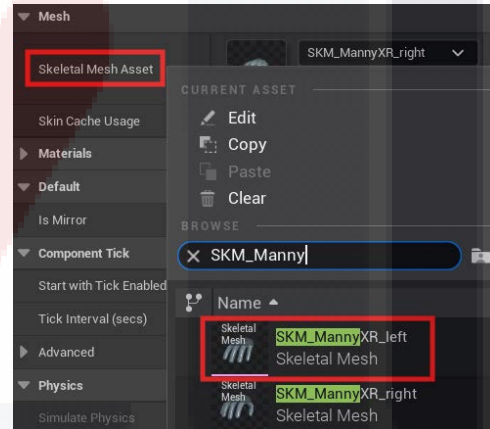 Mesh
Skeletal Mesh Asset
SKM_MannyXR_right
CURRENT ASSET
Edit
Copy
Paste
Clear
BROWSE
SKM_Manny
Skin Cache Usage
Materials
Default
Is Mirror
Component Tick
Start with Tick Enabled
Tick Interval (secs)
Advanced
Physics
Simulate Physics
Name
Skeletal
Mesh
SKM_MannyXR_left
Skeletal Mesh
Skeletal
Mesh
SKM_MannyXR_right
Skeletal Mesh